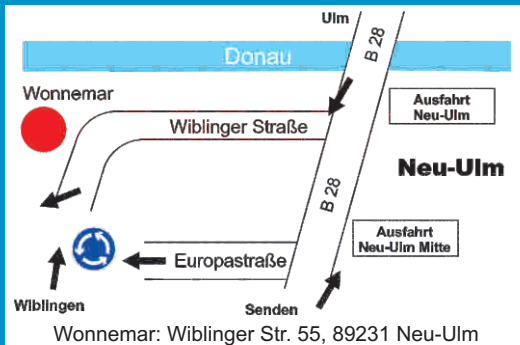 Ulm
B 28
Donau
Wonnemar
Ausfahrt
Neu-Ulm
Wiblinger Straße
Neu-Ulm
B 28
Ausfahrt
Neu-Ulm Mitte
Europastraße
Wiblingen
Senden
Wonnemar: Wiblinger Str. 55, 89231 Neu-Ulm